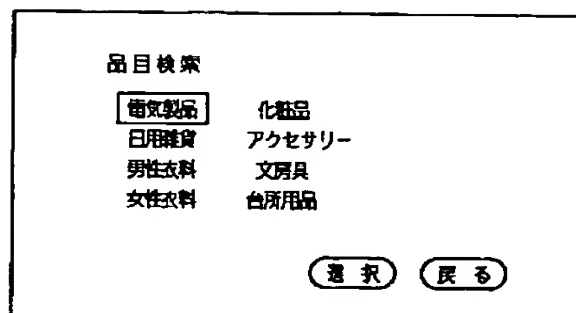 品目検索
電気製品 化粧品
日用雑貨 アクセサリー
男性衣料 文房具
女性衣料 台所用品
選択 戻る